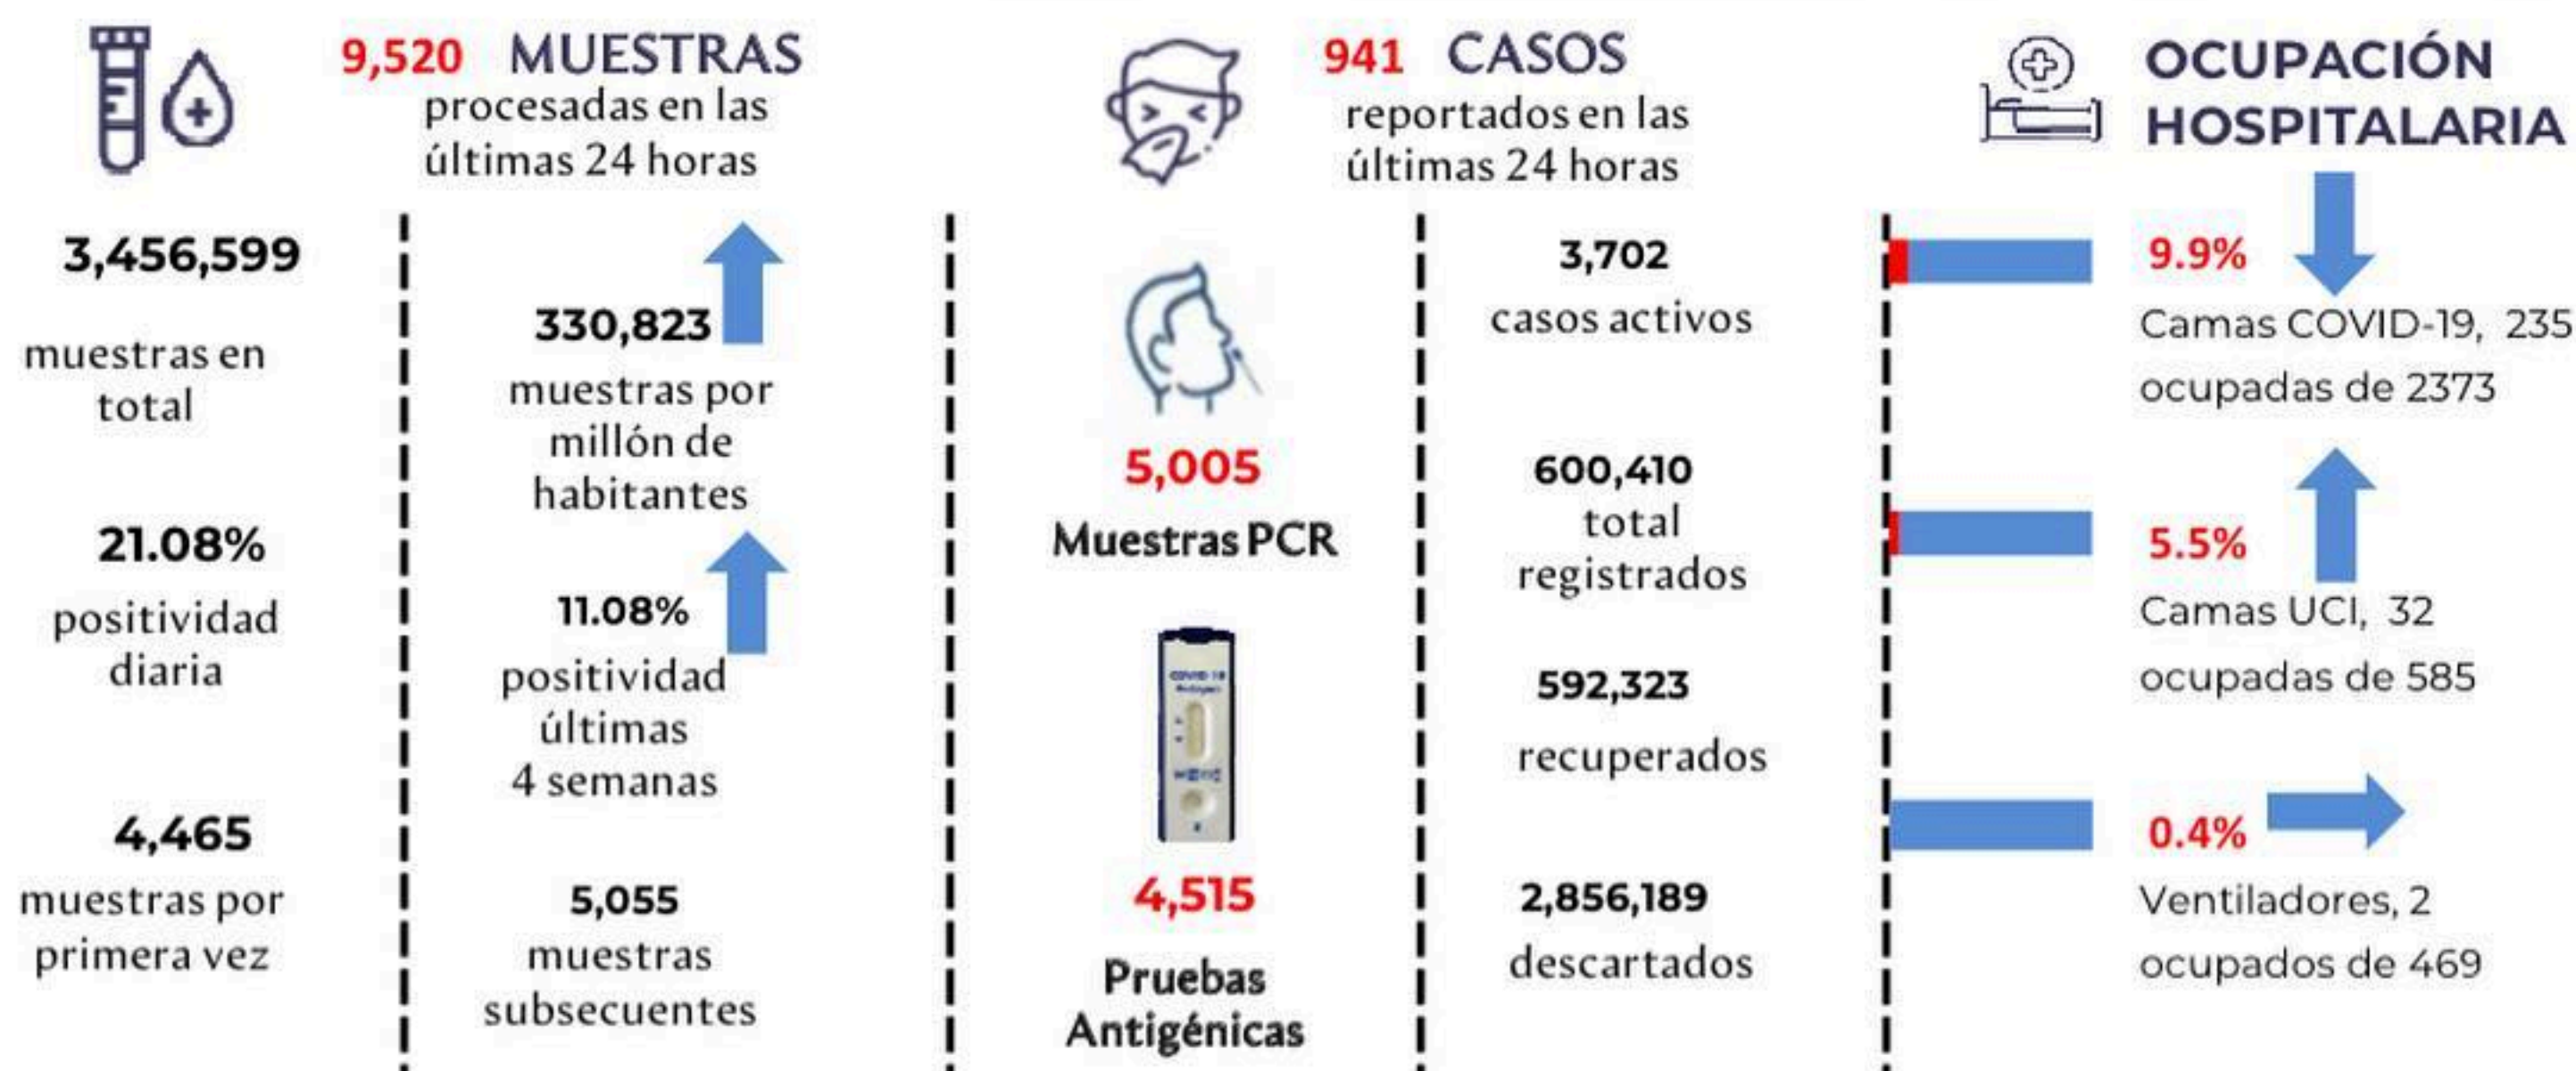 9,520 MUESTRAS
procesadas en las
últimas 24 horas
3,456,599
muestras en
total
21.08%
positividad
diaria
4,465
muestras por
primera vez
330,823
muestras por
millón de
habitantes
11.08%
positividad
últimas
4 semanas
5,055
muestras
subsecuentes
941 CASOS
reportados en las
últimas 24 horas
5,005
Muestras PCR
COVID-19
4,515
Pruebas
Antigénicas
3,702
casos activos
600,410
total
registrados
592,323
recuperados
2,856,189
descartados
OCUPACIÓN
HOSPITALARIA
9.9%
Camas COVID-19, 235
ocupadas de 2373
5.5%
Camas UCI, 32
ocupadas de 585
0.4%
Ventiladores, 2
ocupados de 469